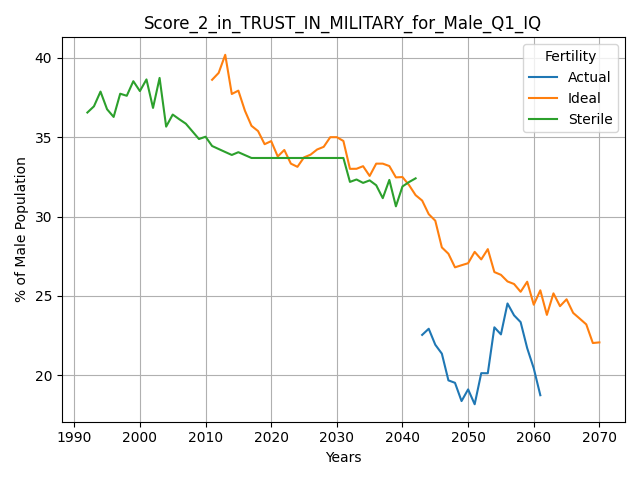 Score_2_in_TRUST_IN_MILITARY_for_Male_Q1_IQ
Fertility
Actual
Ideal
Sterile
% of Male Population
40
35
30
25
20
1990
2000
2010
2020
2030
2040
2050
2060
2070
Years